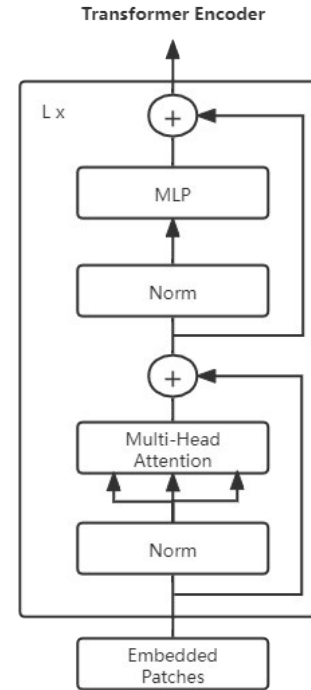 Transformer Encoder
L x
+
MLP
Norm
+
Multi-Head
Attention
Norm
Embedded
Patches